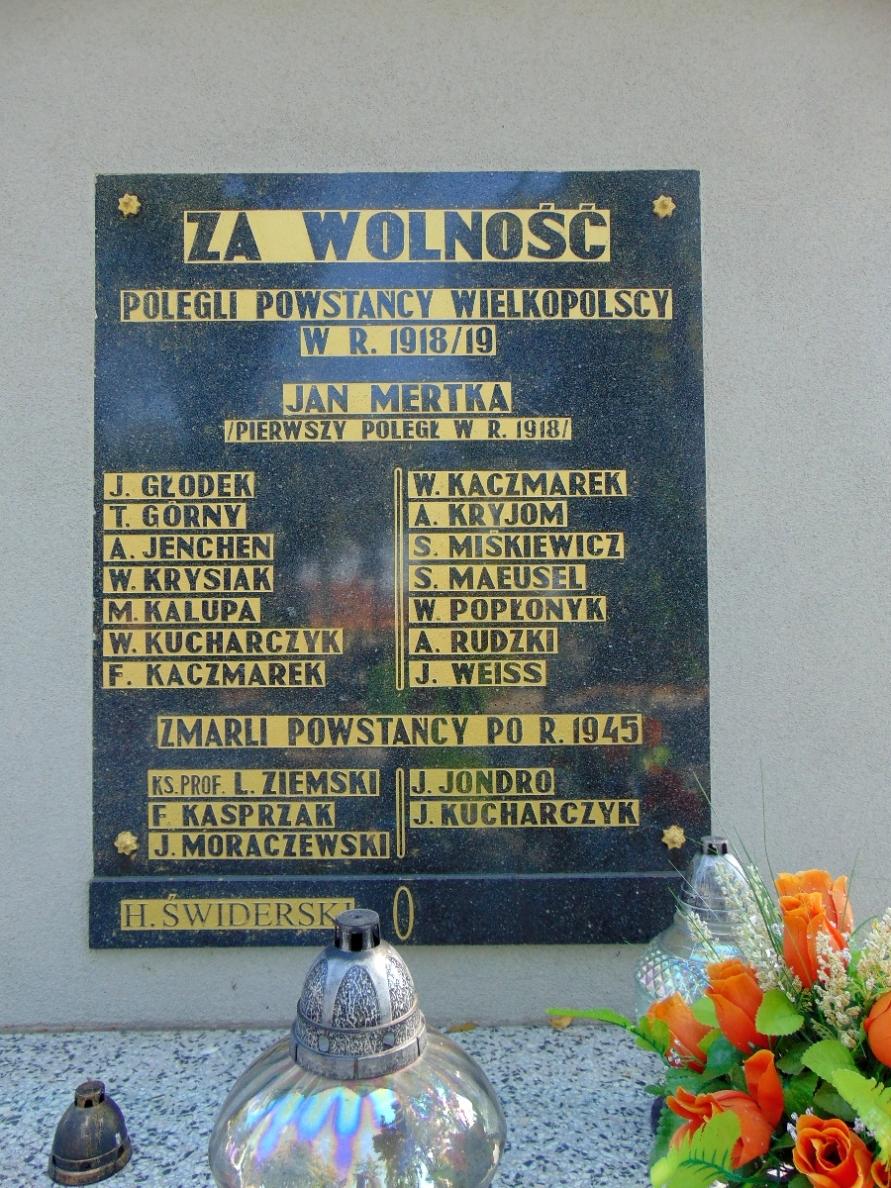 ZA WOLNOŚĆ
POLEGLI POWSTAŃCY WIELKOPOLSCY
W R. 1918/19
JAN MERTKA
/PIERWSZY POLEGŁ W R. 1918/
J. GŁODEK
T. GÓRNY
A. JENCHEN
W. KRYSIAK
M. KALUPA
W. KUCHARCZYK
F. KACZMAREK
W. KACZMAREK
A. KRYJOM
S. MIŚKIEWICZ
S. MAEUSEL
W. POPŁONYK
A. RUDZKI
J. WEISS
ZMARLI POWSTAŃCY PO R. 1945
KS. PROF. L. ZIEMSKI
F. KASPRZAK
J. MORACZEWSKI
J. JONDRO
J. KUCHARCZYK
H. ŚWIDERSKI